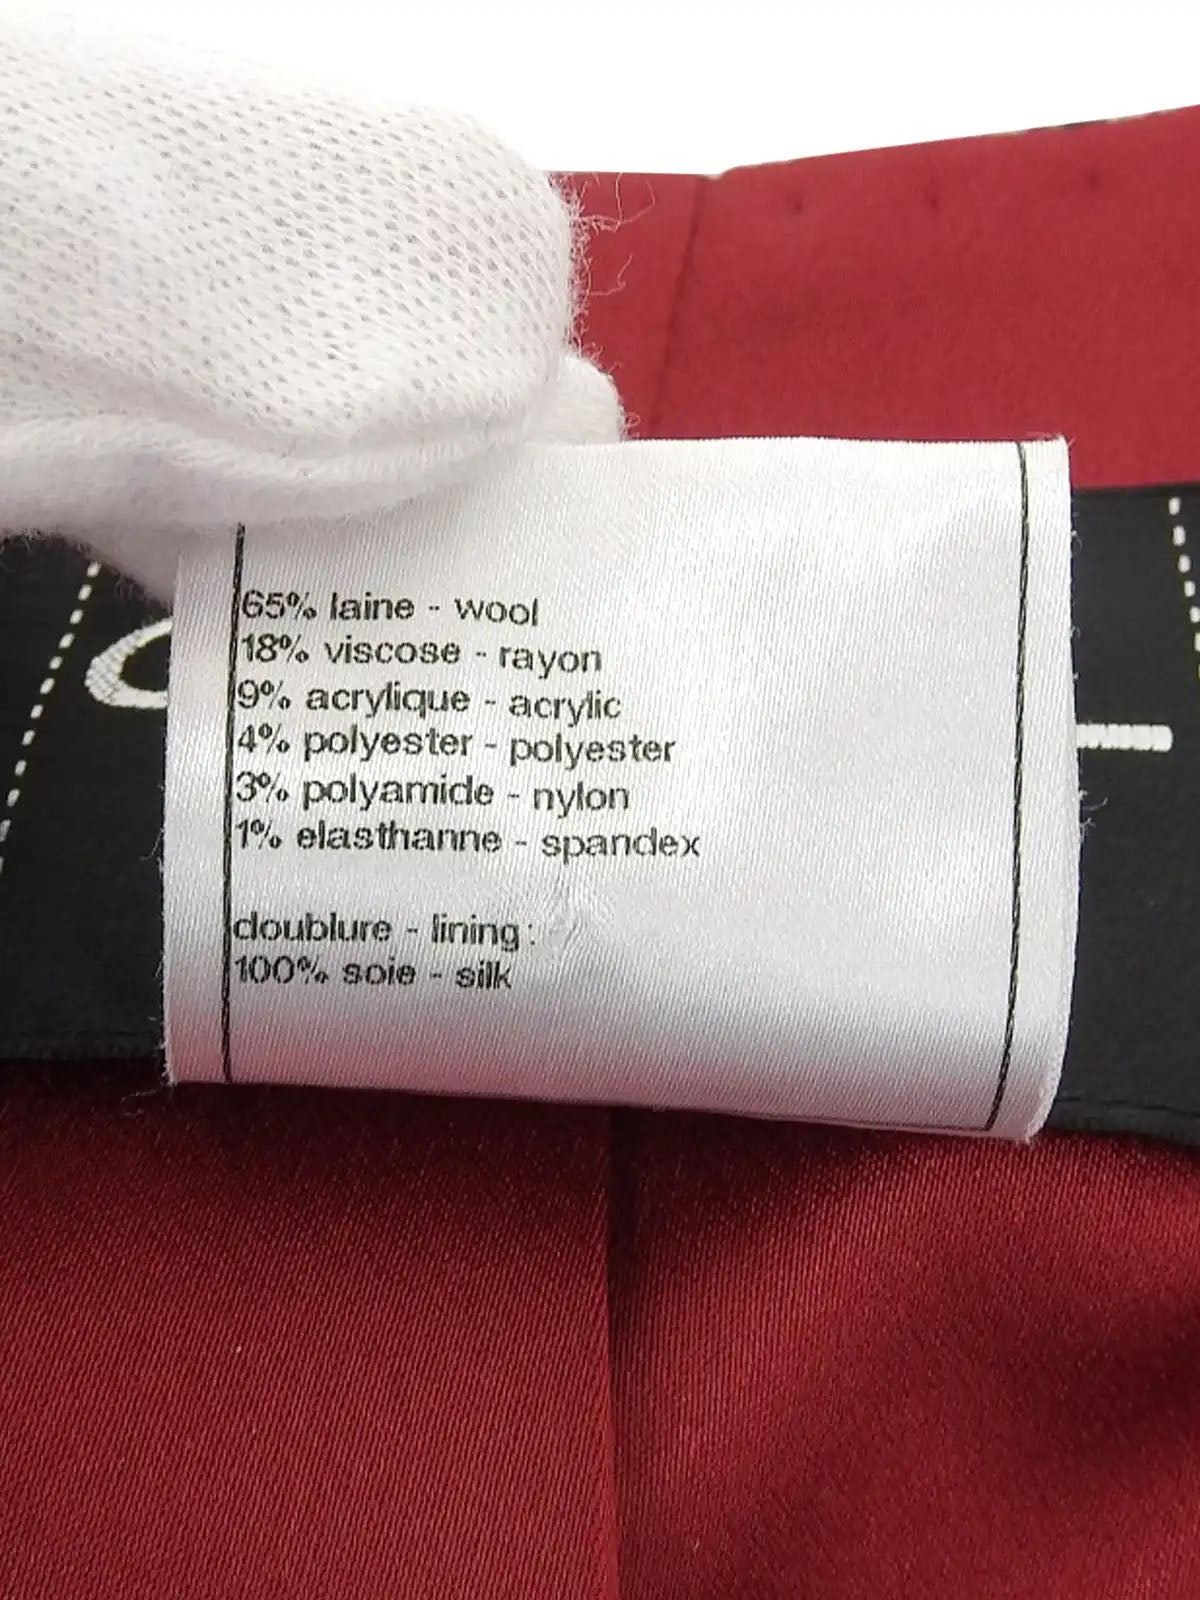 65% laine - wool
18% viscose - rayon
9% acrylique - acrylic
4% polyester - polyester
3% polyamide - nylon
1% elasthanne - spandex
doublure - lining:
100% soie - silk